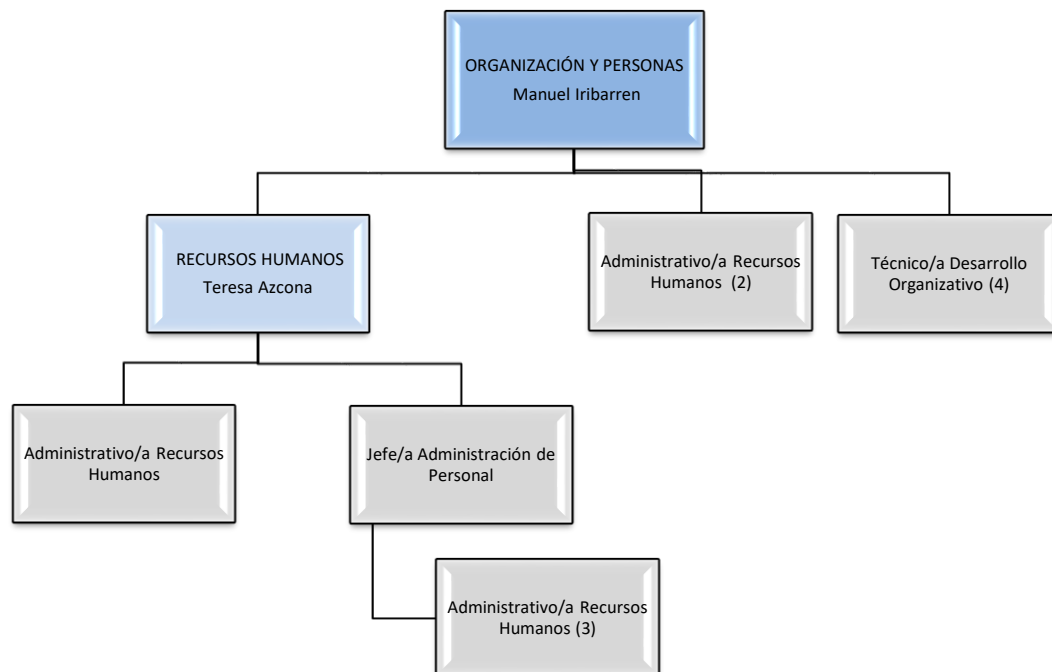 ORGANIZACIÓN Y PERSONAS
Manuel Iribarren
RECURSOS HUMANOS
Teresa Azcona
Administrativo/a Recursos
Humanos (2)
Técnico/a Desarrollo
Organizativo (4)
Administrativo/a Recursos
Humanos
Jefe/a Administración de
Personal
Administrativo/a Recursos
Humanos (3)